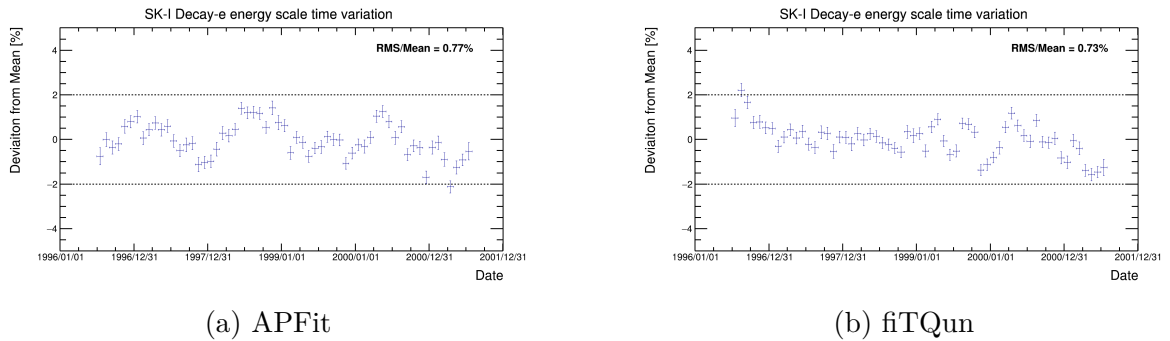 SK-I Decay-e energy scale time variation
Deviaiton from Mean [%]
RMS/Mean = 0.77%
4
2
0
−2
−4
1996/01/01 1996/12/31 1997/12/31 1999/01/01 2000/01/01 2000/12/31 2001/12/31
Date
(a) APFit
SK-I Decay-e energy scale time variation
Deviaiton from Mean [%]
RMS/Mean = 0.73%
4
2
0
−2
−4
1996/01/01 1996/12/31 1997/12/31 1999/01/01 2000/01/01 2000/12/31 2001/12/31
Date
(b) fiTQun